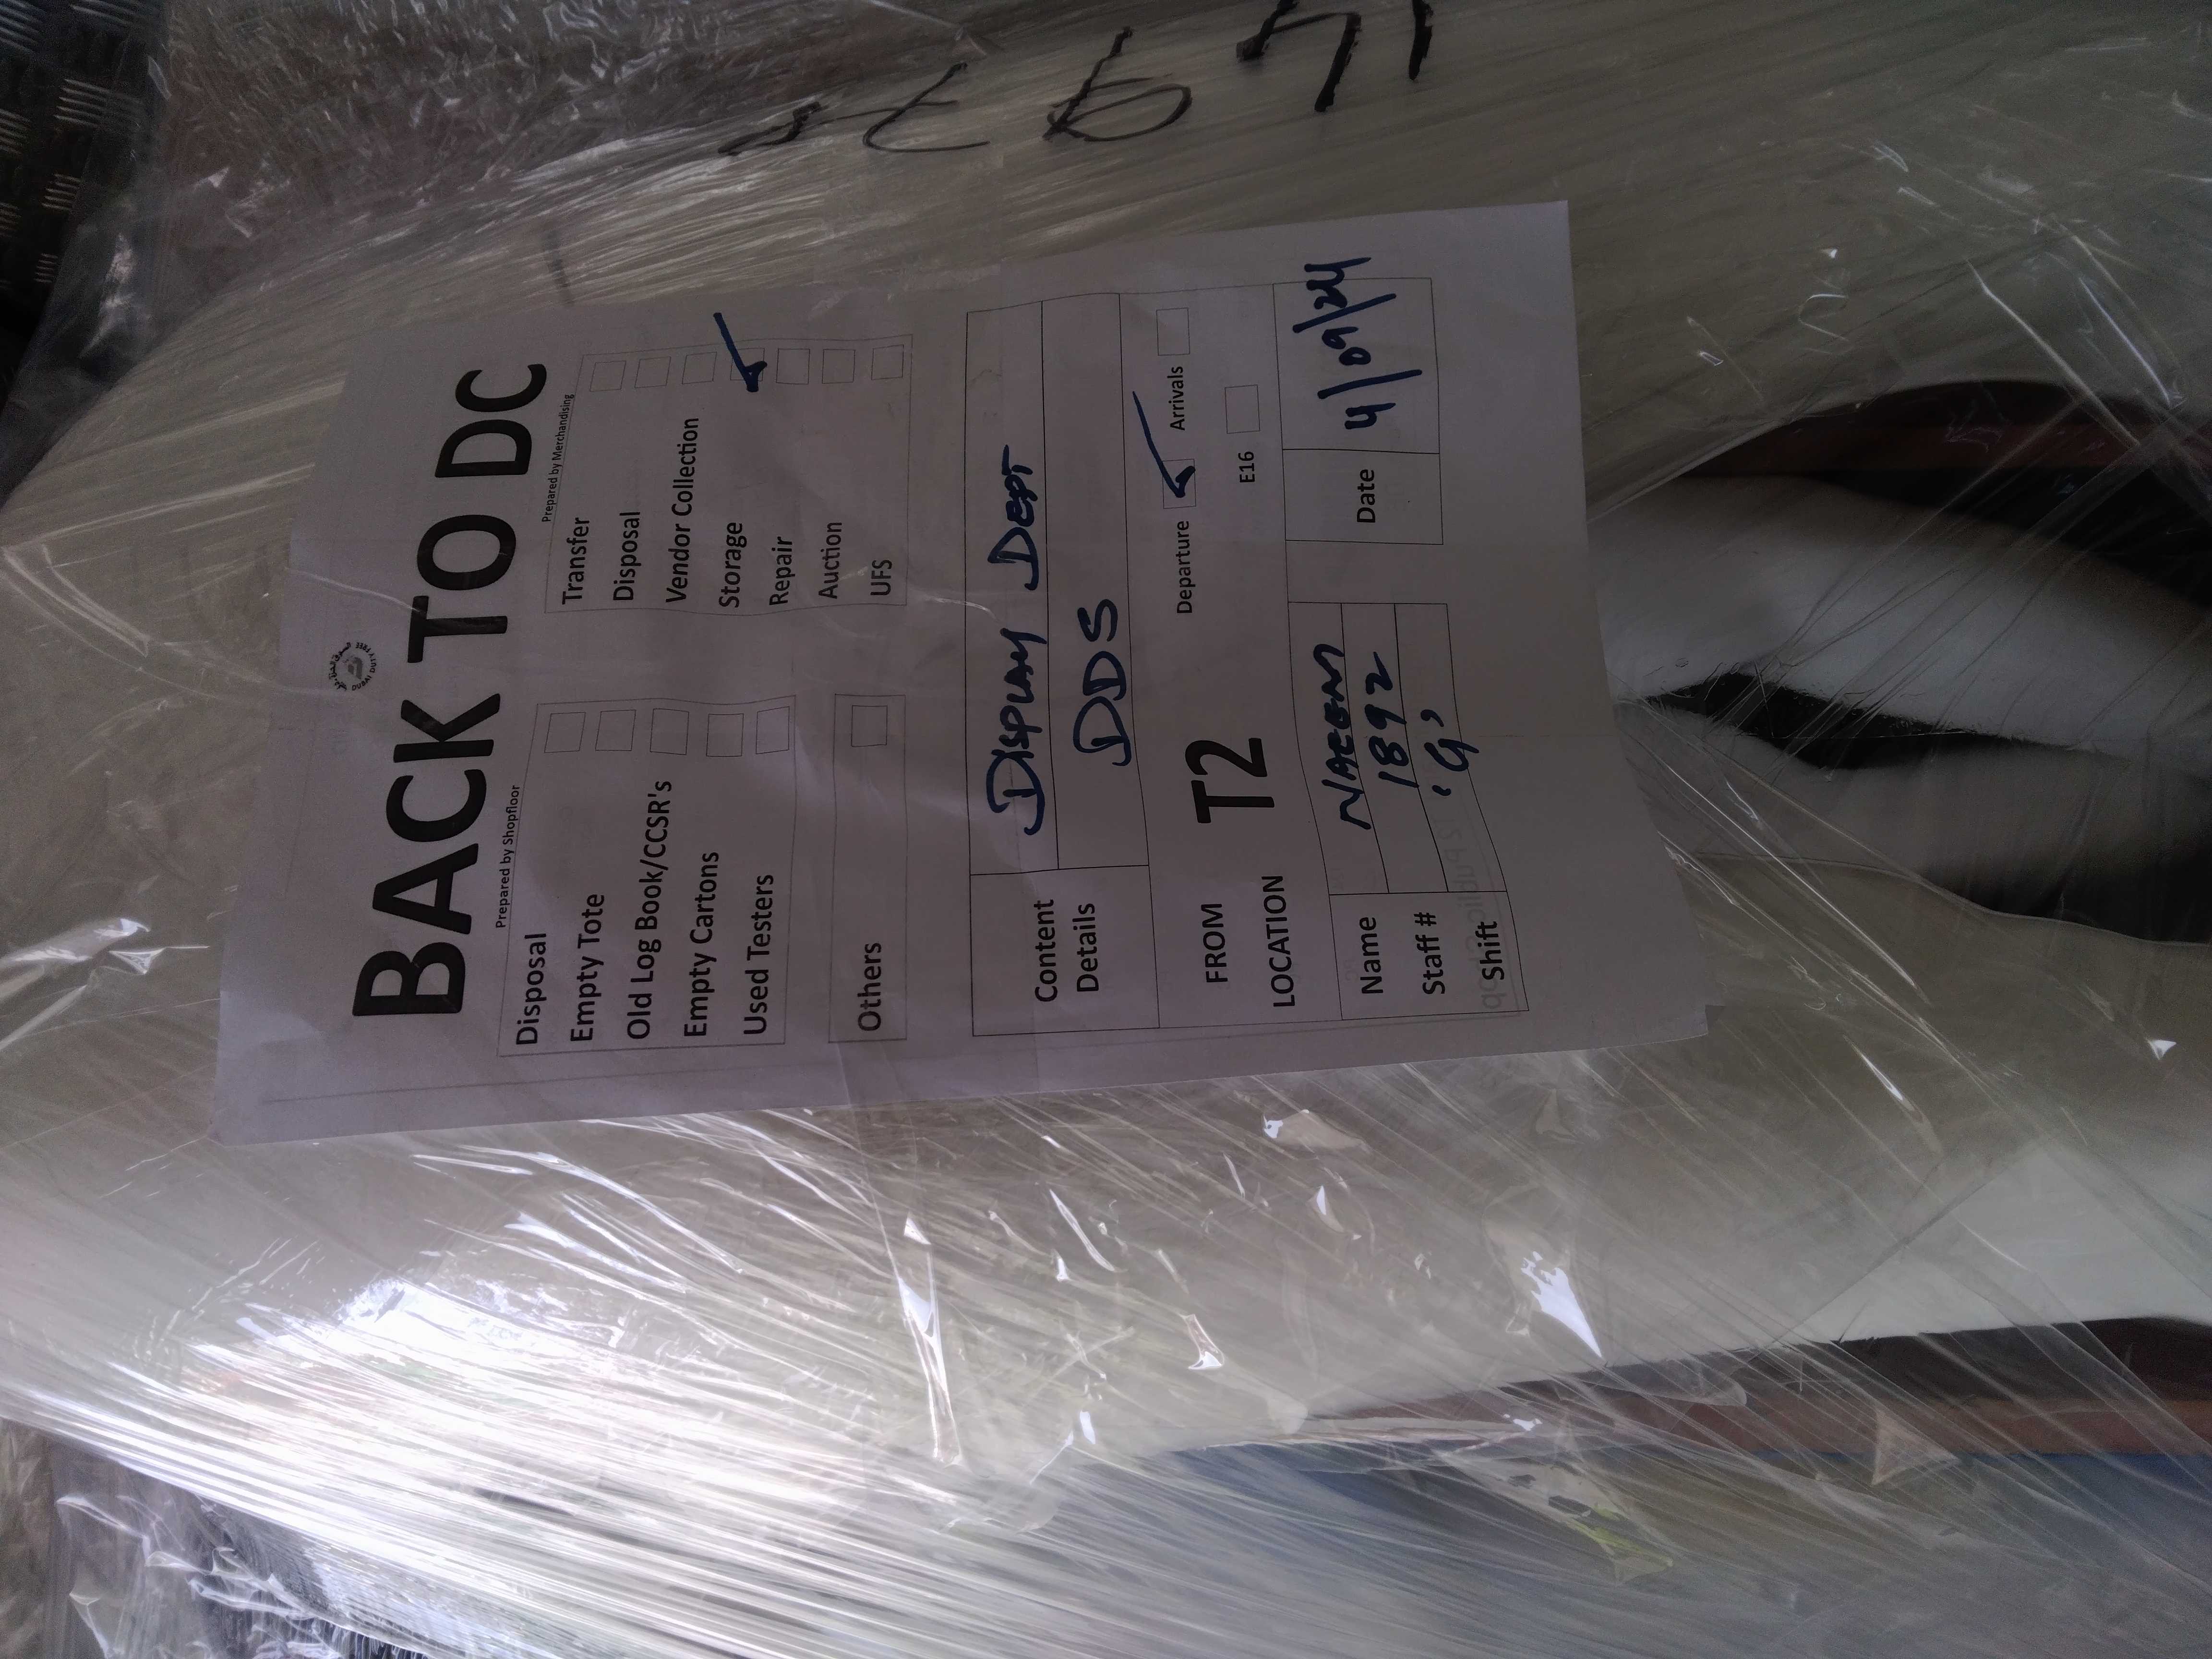 BACK TO DC
Prepared by Shopfloor
Prepared by Merchandising
Disposal
Empty Tote
Old Log Book/CCSR's
Empty Cartons
Used Testers
Others
Transfer
Disposal
Vendor Collection
Storage
Repair
Auction
UFS
Content Details
DISPLAY DEPT
DDS
FROM LOCATION
T2
Departure
Arrivals
E16
Name NAEEM
Staff # 1892
Shift 'G'
Date 4/09/24